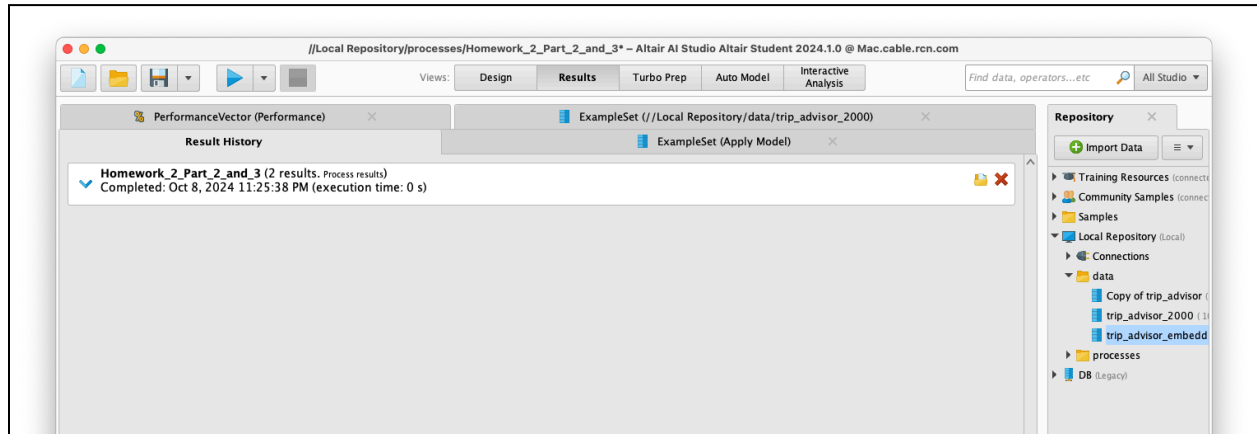 //Local Repository/processes/Homework_2_Part_2_and_3* – Altair AI Studio Altair Student 2024.1.0 @ Mac.cable.rcn.com
Views: Design Results Turbo Prep Auto Model Interactive Analysis Find data, operators...etc All Studio
PerformanceVector (Performance) ExampleSet (//Local Repository/data/trip_advisor_2000) Repository
Result History ExampleSet (Apply Model)
Import Data
Homework_2_Part_2_and_3 (2 results. Process results)
Completed: Oct 8, 2024 11:25:38 PM (execution time: 0 s)
Training Resources (connecte
Community Samples (connec
Samples
Local Repository (Local)
Connections
data
Copy of trip_advisor (
trip_advisor_2000 (10
trip_advisor_embedd
processes
DB (Legacy)